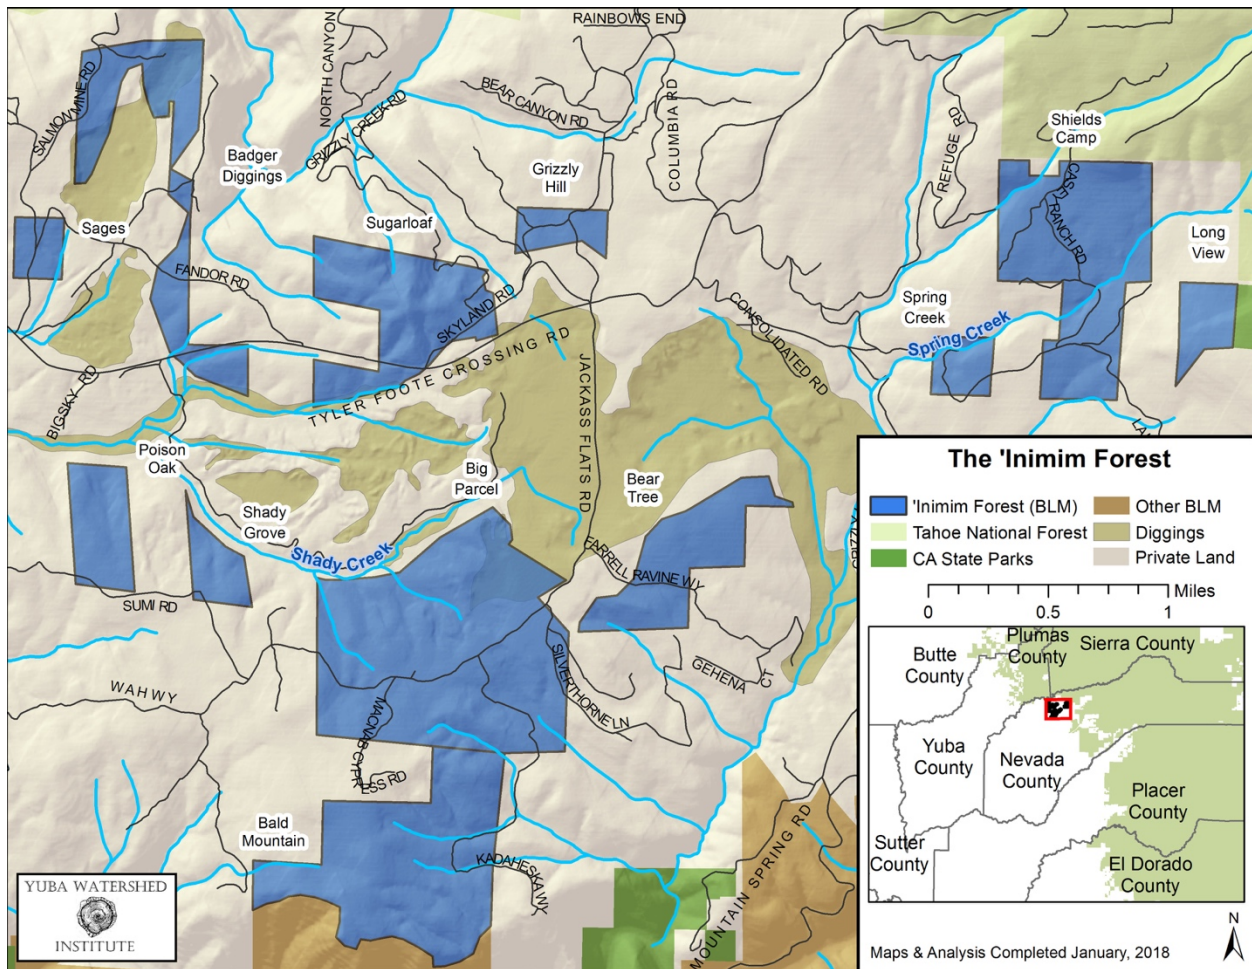 RAINBOWS END
NORTH CANYON
SALMON MINE RD
BEAR CANYON RD
COLUMBIA RD
GRIZZLY CREEK RD
REFUGE RD
Shields
Camp
Badger
Diggings
Grizzly
Hill
CASEY RANCH RD
Sages
Sugarloaf
Long
View
FANDOR RD
SKYLAND RD
CONSOLIDATED RD
Spring
Creek
Spring Creek
TYLER FOOTE CROSSING RD
JACKASS FLATS RD
BIGSKY RD
Poison
Oak
Big
Parcel
Bear
Tree
Shady
Grove
Shady Creek
FARRELL RAVINE WY
SUMI RD
SILVERTHORNE LN
GEHENA CT
WAH WY
MACNAB CYPRESS RD
Bald
Mountain
KADAHESKA WY
MOUNTAIN SPRING RD
YUBA WATERSHED
INSTITUTE
The 'Inimim Forest
'Inimim Forest (BLM)
Other BLM
Tahoe National Forest
Diggings
CA State Parks
Private Land
0 0.5 1 Miles
Plumas
County
Sierra County
Butte
County
Yuba
County
Nevada
County
Placer
County
Sutter
County
El Dorado
County
N
Maps & Analysis Completed January, 2018